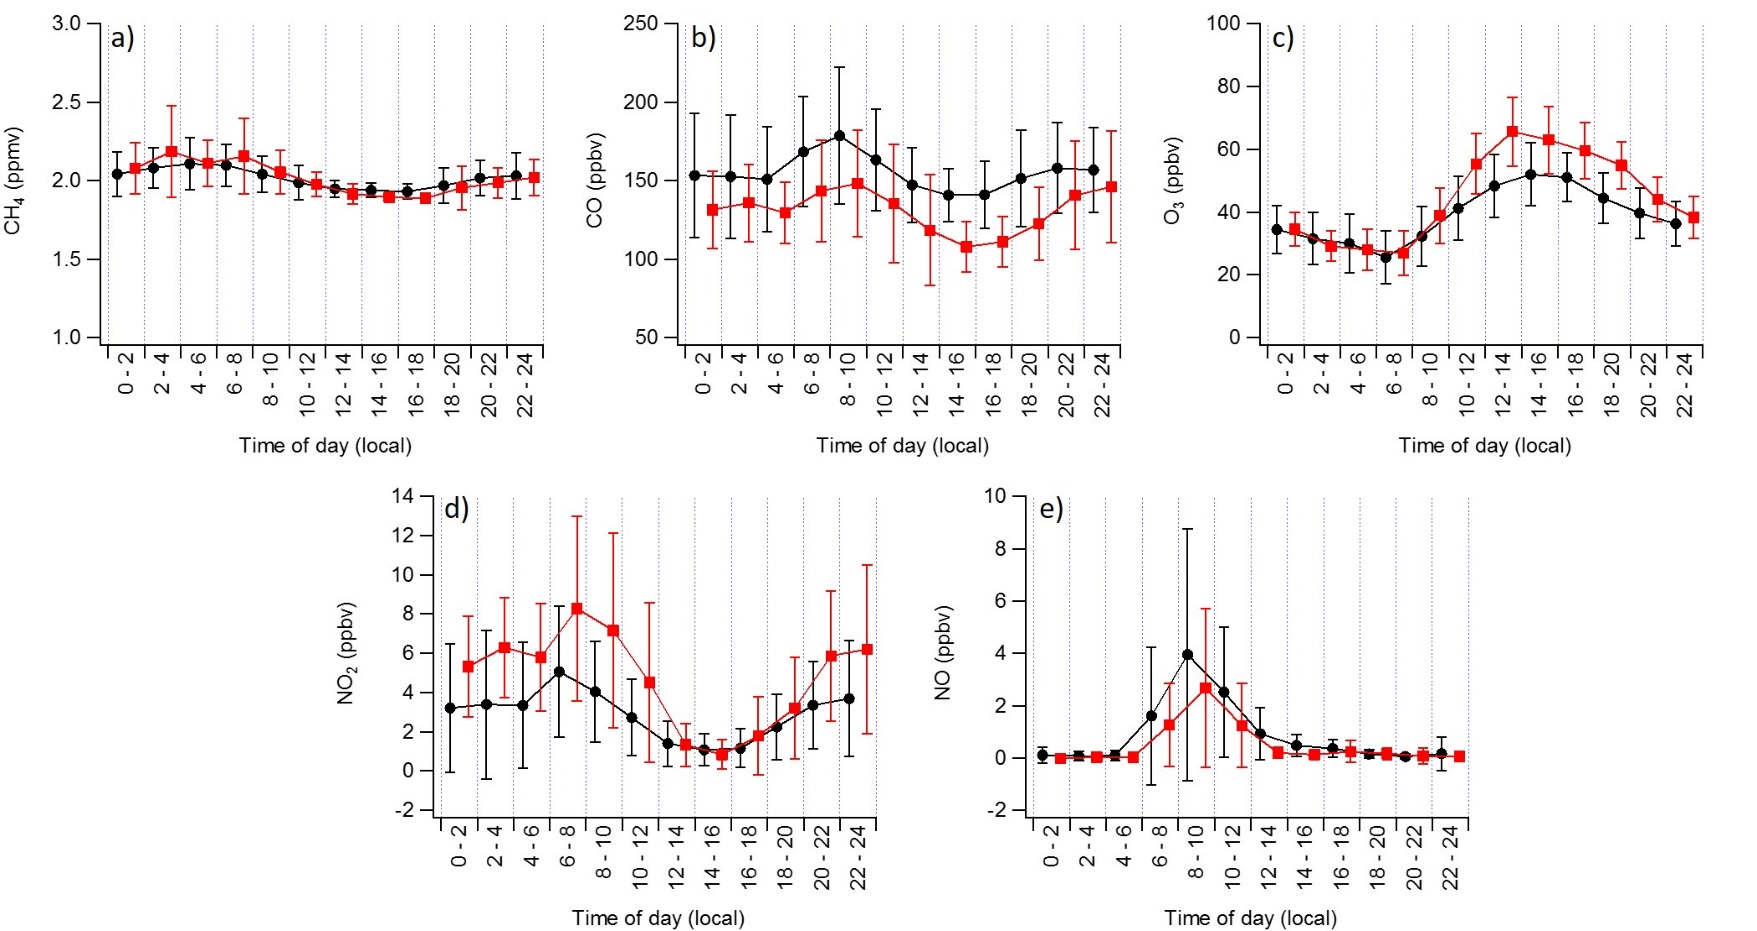 a)
3.0
2.5
2.0
1.5
1.0
CH4 (ppmv)
0 - 2
2 - 4
4 - 6
6 - 8
8 - 10
10 - 12
12 - 14
14 - 16
16 - 18
18 - 20
20 - 22
22 - 24
Time of day (local)
b)
250
200
150
100
50
CO (ppbv)
0 - 2
2 - 4
4 - 6
6 - 8
8 - 10
10 - 12
12 - 14
14 - 16
16 - 18
18 - 20
20 - 22
22 - 24
Time of day (local)
c)
100
80
60
40
20
0
O3 (ppbv)
0 - 2
2 - 4
4 - 6
6 - 8
8 - 10
10 - 12
12 - 14
14 - 16
16 - 18
18 - 20
20 - 22
22 - 24
Time of day (local)
d)
14
12
10
8
6
4
2
0
-2
NO2 (ppbv)
0 - 2
2 - 4
4 - 6
6 - 8
8 - 10
10 - 12
12 - 14
14 - 16
16 - 18
18 - 20
20 - 22
22 - 24
Time of day (local)
e)
10
8
6
4
2
0
-2
NO (ppbv)
0 - 2
2 - 4
4 - 6
6 - 8
8 - 10
10 - 12
12 - 14
14 - 16
16 - 18
18 - 20
20 - 22
22 - 24
Time of day (local)